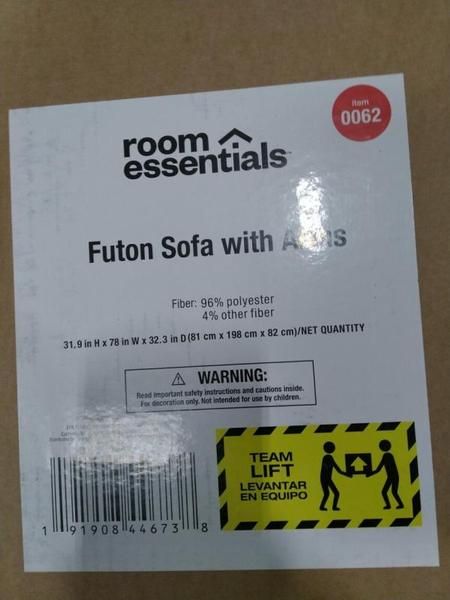 item
0062
room
essentials
Futon Sofa with
Fiber: 96% polyester
4% other fiber
31.9 in H x 78 in W x 32.3 in D (81 cm x 198 cm x 82 cm)/NET QUANTITY
WARNING:
Read important safety instructions and cautions inside.
For decoration only. Not intended for use by children.
TEAM
LIFT
LEVANTAR
EN EQUIPO
1 91908 44673 8